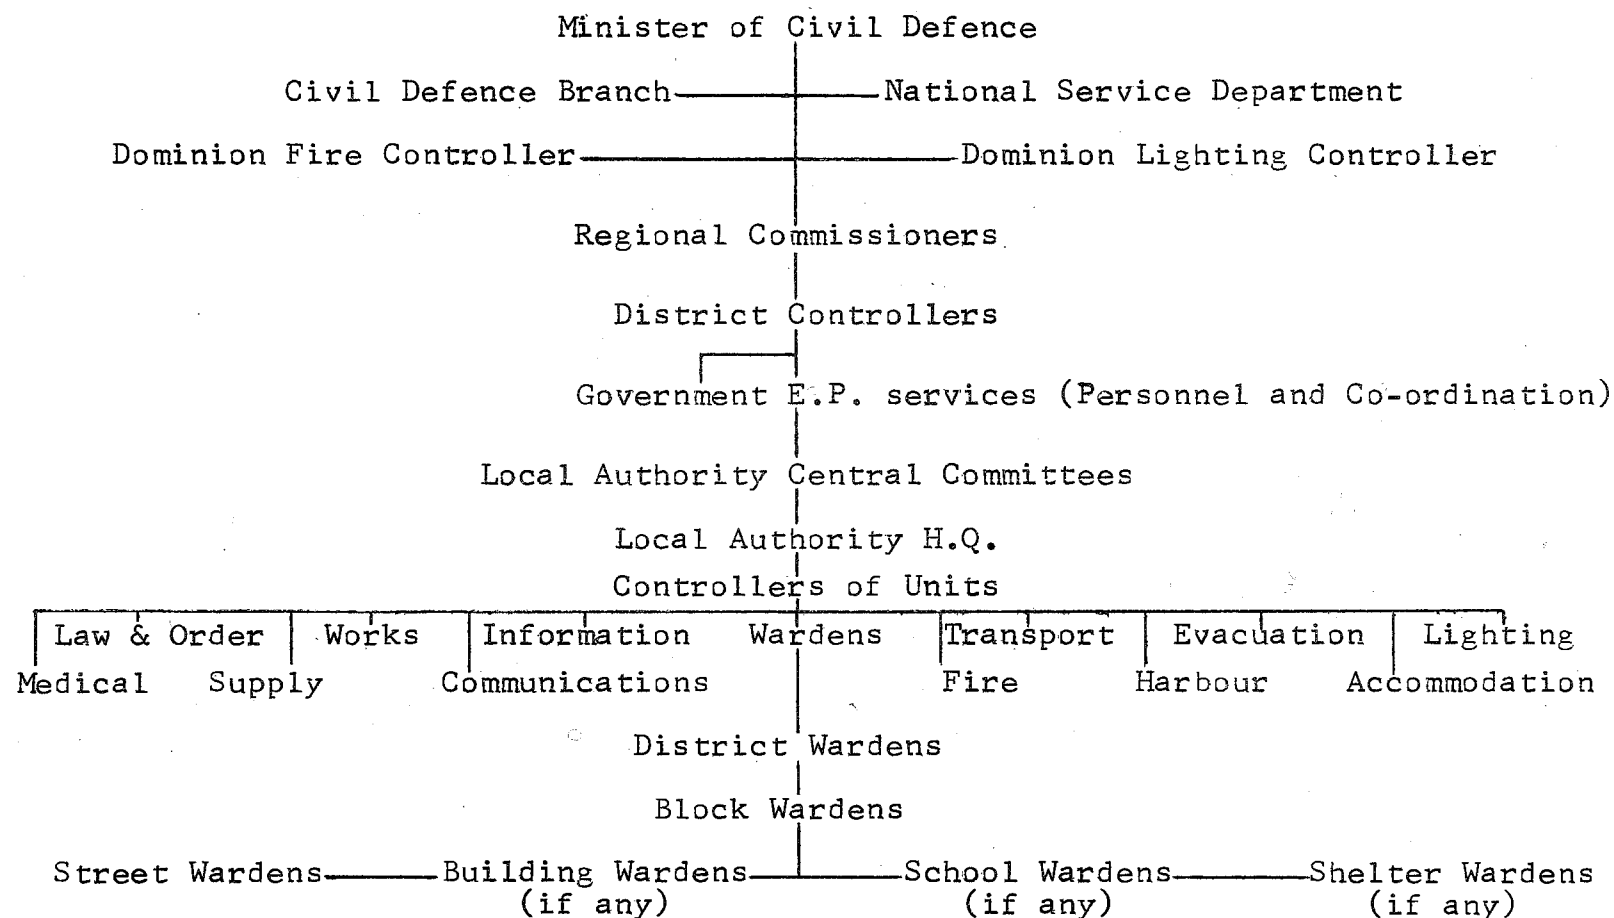 Minister of Civil Defence
Civil Defence Branch National Service Department
Dominion Fire Controller Dominion Lighting Controller
Regional Commissioners
District Controllers
Government E.P. services (Personnel and Co-ordination)
Local Authority Central Committees
Local Authority H.Q.
Controllers of Units
Law & Order Works Information Wardens Transport Evacuation Lighting
Medical Supply Communications Fire Harbour Accommodation
District Wardens
Block Wardens
Street Wardens Building Wardens School Wardens Shelter Wardens
(if any) (if any) (if any)